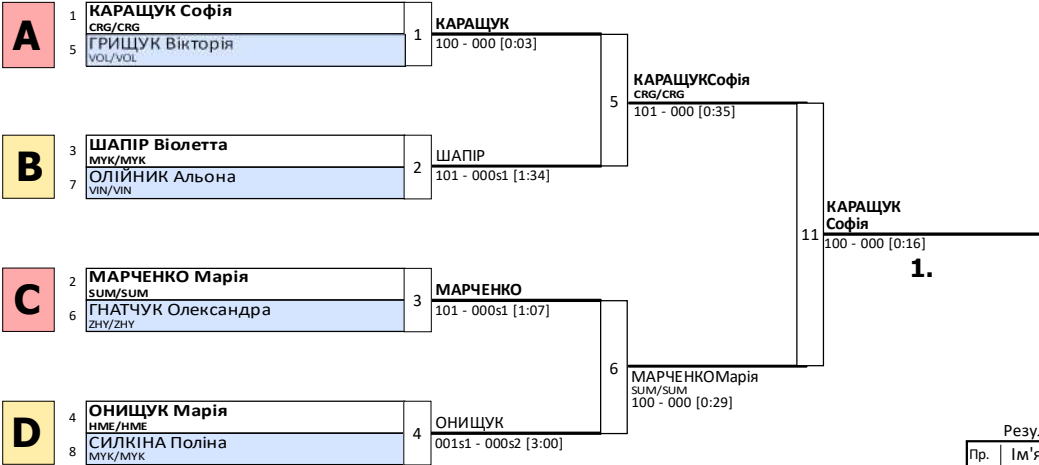 A
1 КАРАЩУК Софія
CRG/CRG
5 ГРИЩУК Вікторія
VOL/VOL
1
КАРАЩУК
100 - 000 [0:03]
B
3 ШАПІР Віолетта
MYK/MYK
7 ОЛІЙНИК Альона
VIN/VIN
2
ШАПІР
101 - 000s1 [1:34]
5
КАРАЩУКСофія
CRG/CRG
101 - 000 [0:35]
C
2 МАРЧЕНКО Марія
SUM/SUM
6 ГНАТЧУК Олександра
ZHY/ZHY
3
МАРЧЕНКО
101 - 000s1 [1:07]
D
4 ОНИЩУК Марія
HME/HME
8 СИЛКІНА Поліна
MYK/MYK
4
ОНИЩУК
001s1 - 000s2 [3:00]
6
МАРЧЕНКОМарія
SUM/SUM
100 - 000 [0:29]
11
КАРАЩУК
Софія
100 - 000 [0:16]
1.
Резул
Пр. Ім'я